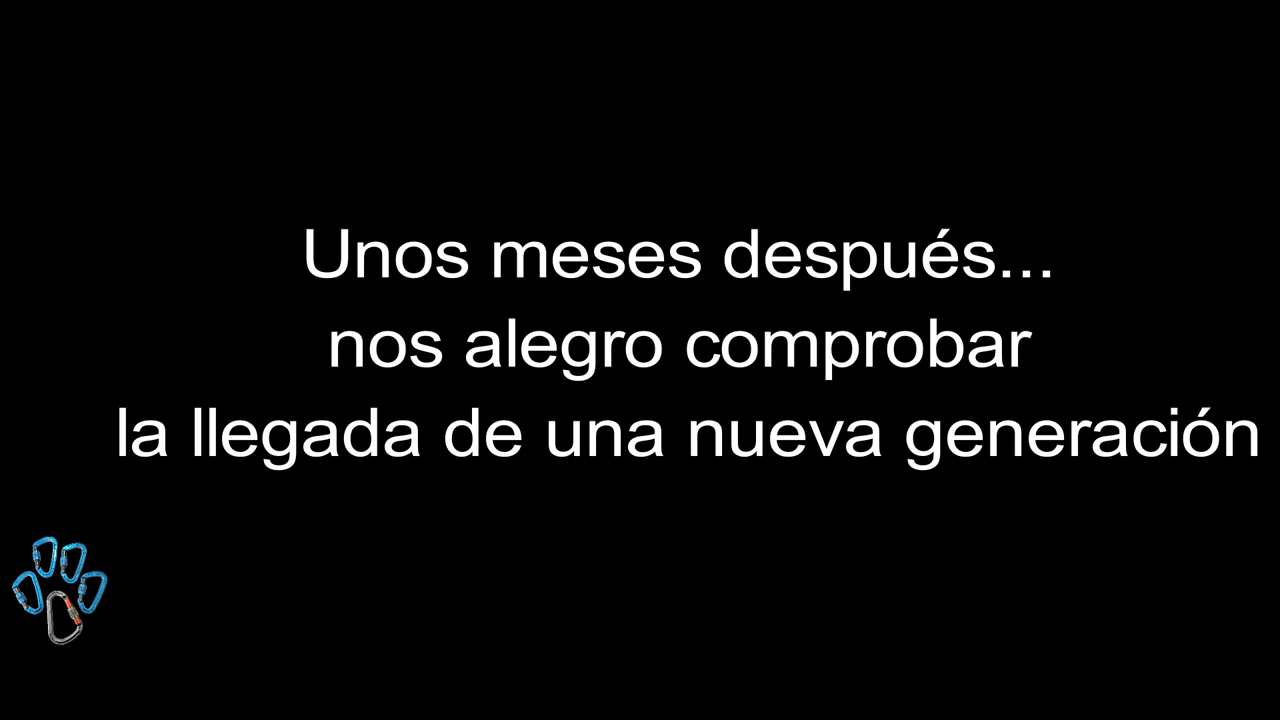 Unos meses después...
nos alegro comprobar
la llegada de una nueva generación